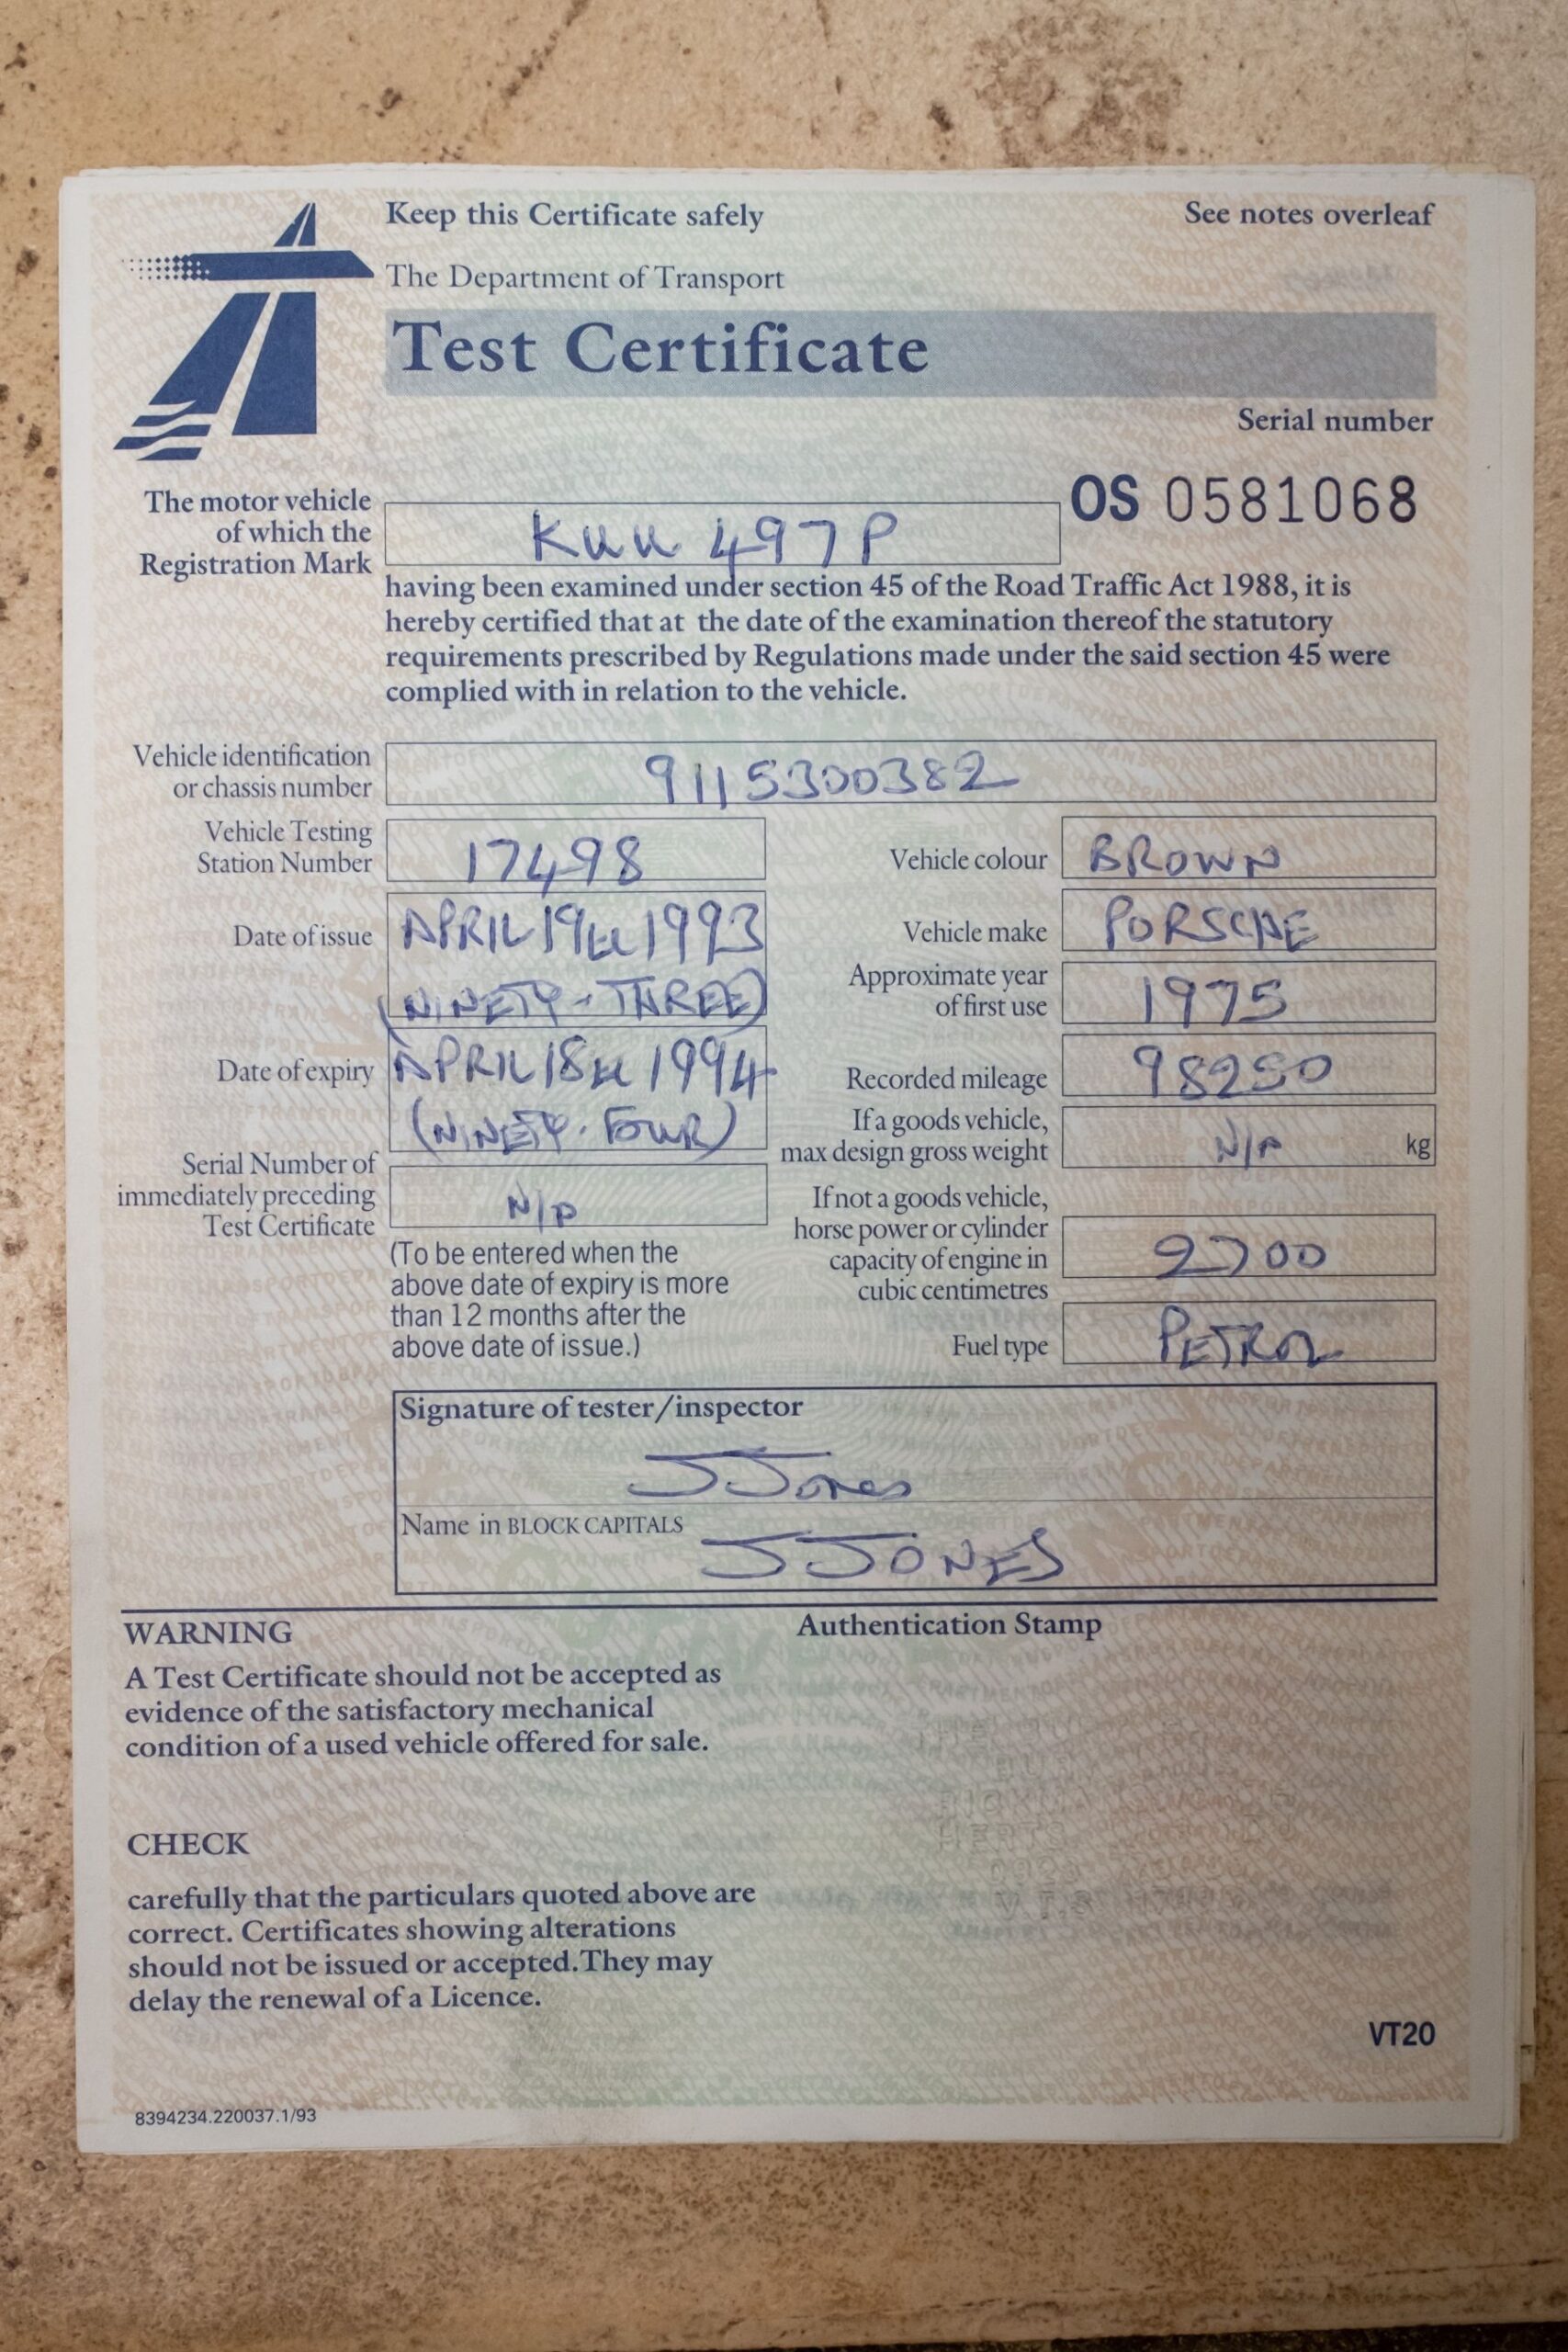 Keep this Certificate safely
See notes overleaf
The Department of Transport
Test Certificate
Serial number
OS 0581068
The motor vehicle
of which the
Registration Mark
KUU 497P
having been examined under section 45 of the Road Traffic Act 1988, it is
hereby certified that at the date of the examination thereof the statutory
requirements prescribed by Regulations made under the said section 45 were
complied with in relation to the vehicle.
Vehicle identification
or chassis number
9115300382
Vehicle Testing
Station Number
17498
Vehicle colour
BROWN
Date of issue
APRIL 19th 1993
(NINETY-THREE)
Vehicle make
PORSCHE
Approximate year
of first use
1975
Date of expiry
APRIL 18th 1994
(NINETY-FOUR)
Recorded mileage
98250
If a goods vehicle,
max design gross weight
N/A
kg
Serial Number of
immediately preceding
Test Certificate
N/A
(To be entered when the
above date of expiry is more
than 12 months after the
above date of issue.)
If not a goods vehicle,
horse power or cylinder
capacity of engine in
cubic centimetres
2700
Fuel type
PETROL
Signature of tester/inspector
J Jones
Name in BLOCK CAPITALS
J JONES
WARNING
A Test Certificate should not be accepted as
evidence of the satisfactory mechanical
condition of a used vehicle offered for sale.
Authentication Stamp
CHECK
carefully that the particulars quoted above are
correct. Certificates showing alterations
should not be issued or accepted. They may
delay the renewal of a Licence.
VT20
8394234.220037.1/93